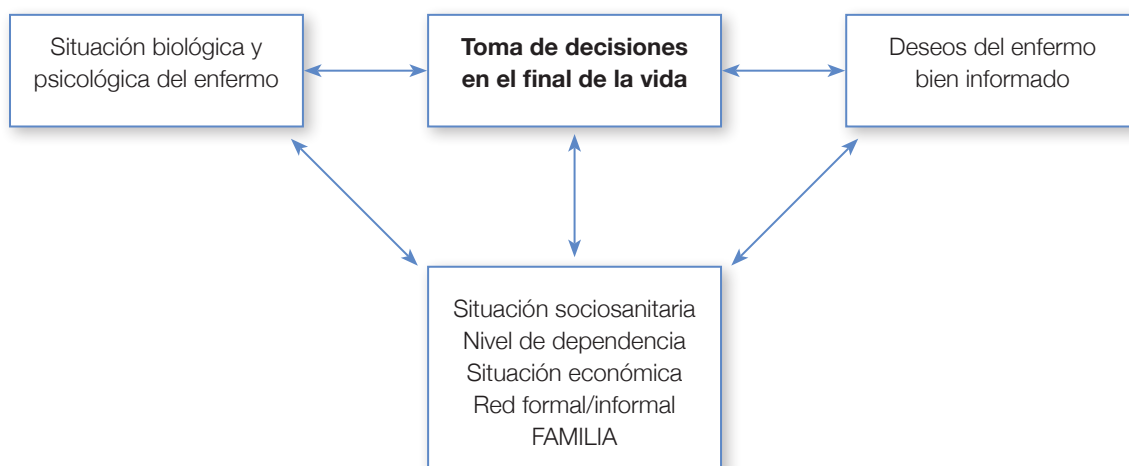 Situación biológica y
psicológica del enfermo
Toma de decisiones
en el final de la vida
Deseos del enfermo
bien informado
Situación sociosanitaria
Nivel de dependencia
Situación económica
Red formal/informal
FAMILIA